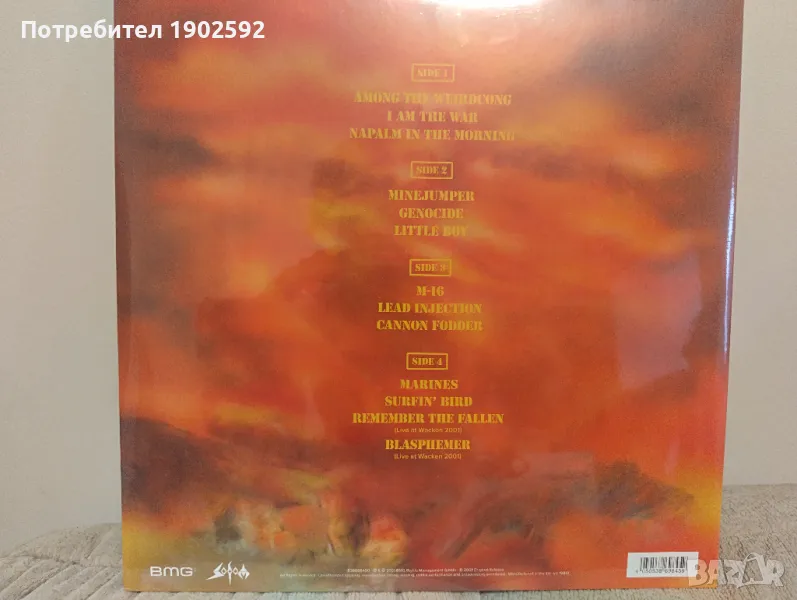 Потребител 1902592
SIDE 1
AMONG THE WEIRDCONG
I AM THE WAR
NAPALM IN THE MORNING
SIDE 2
MINEJUMPER
GENOCIDE
LITTLE BOY
SIDE 3
M-16
LEAD INJECTION
CANNON FODDER
SIDE 4
MARINES
SURFIN' BIRD
REMEMBER THE FALLEN
(Live at Wacken 2001)
BLASPHEMER
(Live at Wacken 2001)
BMG SODOM
BAZAR